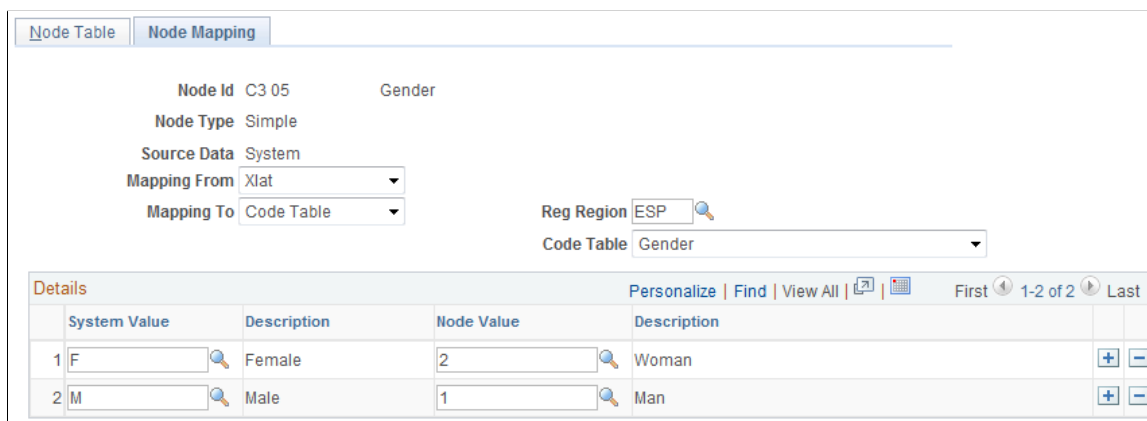 Node Table Node Mapping
Node Id C3 05 Gender
Node Type Simple
Source Data System
Mapping From Xlat
Mapping To Code Table Reg Region ESP
Code Table Gender
Details Personalize | Find | View All | | First 1-2 of 2 Last
System Value Description Node Value Description
1 F Female 2 Woman
2 M Male 1 Man